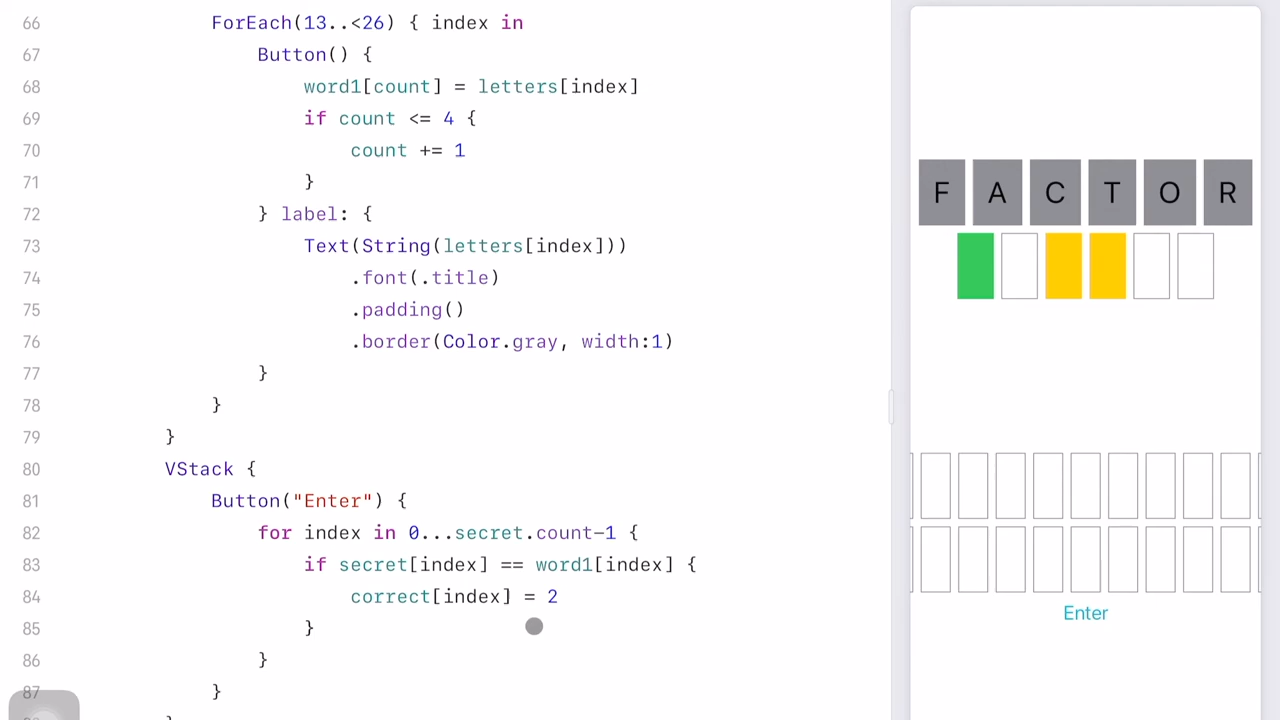 66 ForEach(13..<26) { index in
67 Button() {
68 word1[count] = letters[index]
69 if count <= 4 {
70 count += 1
71 }
72 } label: {
73 Text(String(letters[index]))
74 .font(.title)
75 .padding()
76 .border(Color.gray, width:1)
77 }
78 }
79 }
80 VStack {
81 Button("Enter") {
82 for index in 0...secret.count-1 {
83 if secret[index] == word1[index] {
84 correct[index] = 2
85 }
86 }
87 }
}
F A C T O R
Enter